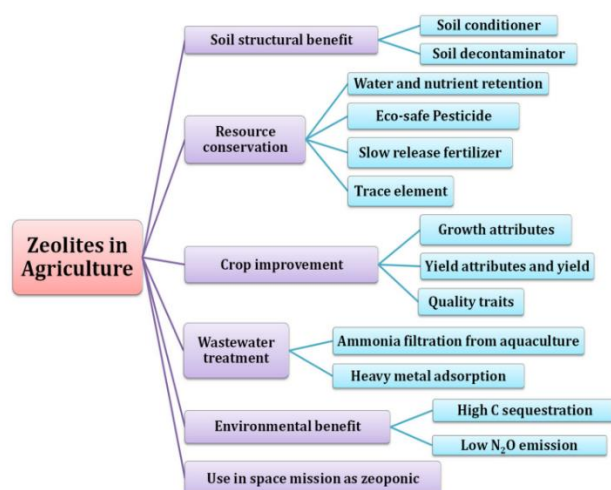 Zeolites in
Agriculture
Soil structural benefit
Soil conditioner
Soil decontaminator
Resource
conservation
Water and nutrient retention
Eco-safe Pesticide
Slow release fertilizer
Trace element
Crop improvement
Growth attributes
Yield attributes and yield
Quality traits
Wastewater
treatment
Ammonia filtration from aquaculture
Heavy metal adsorption
Environmental benefit
High C sequestration
Low N₂O emission
Use in space mission as zeoponic